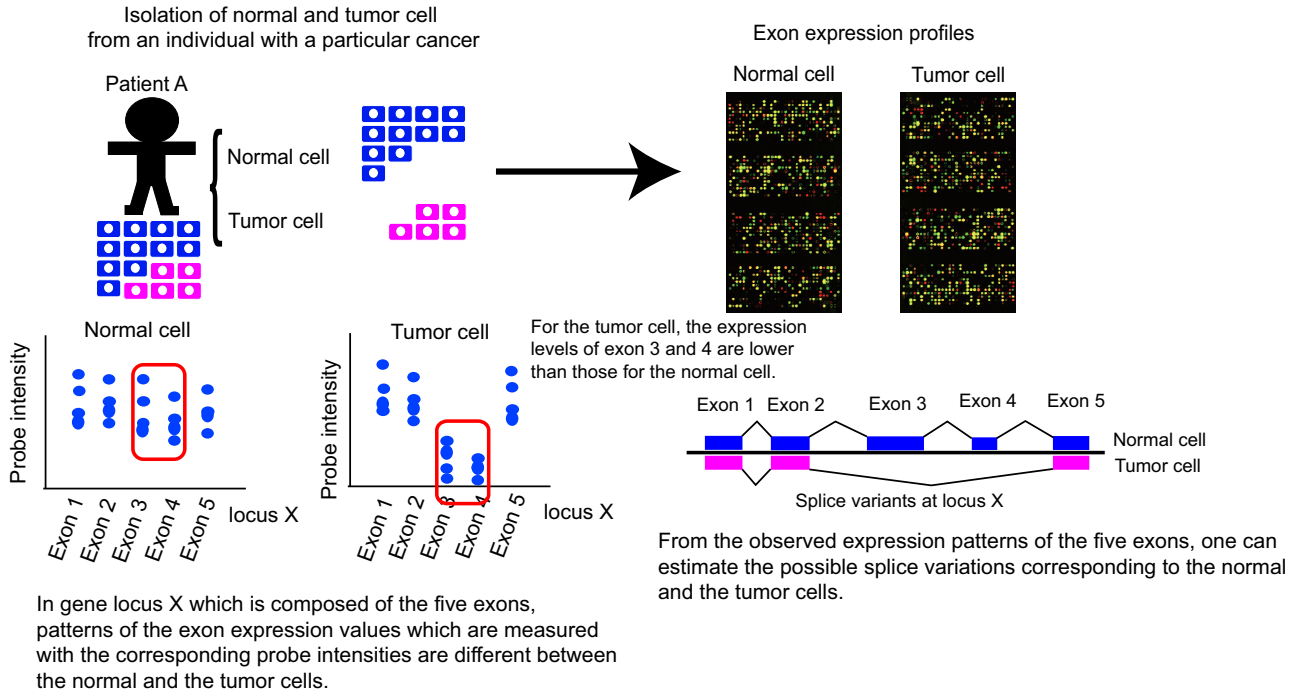 Isolation of normal and tumor cell
from an individual with a particular cancer
Patient A
Normal cell
Tumor cell
Exon expression profiles
Normal cell
Tumor cell
Normal cell
Probe intensity
Exon 1
Exon 2
Exon 3
Exon 4
Exon 5
locus X
Tumor cell
Probe intensity
Exon 1
Exon 2
Exon 3
Exon 4
Exon 5
locus X
For the tumor cell, the expression
levels of exon 3 and 4 are lower
than those for the normal cell.
Exon 1
Exon 2
Exon 3
Exon 4
Exon 5
Normal cell
Tumor cell
Splice variants at locus X
In gene locus X which is composed of the five exons,
patterns of the exon expression values which are measured
with the corresponding probe intensities are different between
the normal and the tumor cells.
From the observed expression patterns of the five exons, one can
estimate the possible splice variations corresponding to the normal
and the tumor cells.